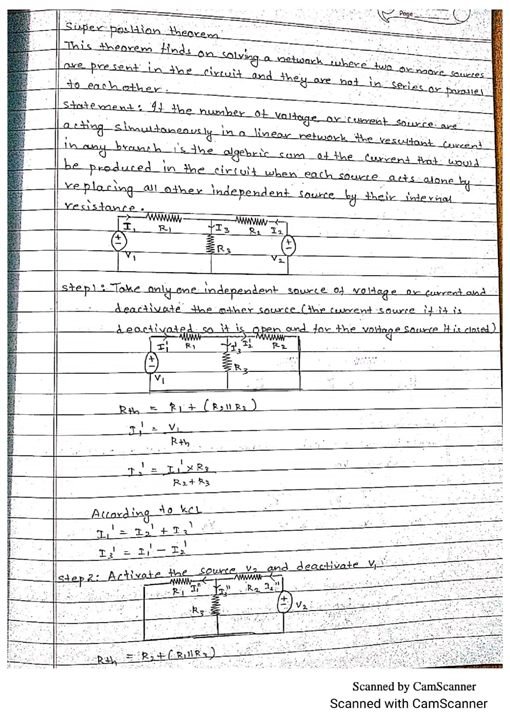 Page
Super position theorem
This theorem finds on solving a network where two or more sources
are present in the circuit and they are not in series or parallel
to each other.
Statement: If the number of voltage or current source are
acting simultaneously in a linear network the resultant current
in any branch is the algebric sum of the current that would
be produced in the circuit when each source acts alone by
replacing all other independent source by their internal
resistance.
I1 R1 I3 R2 I2
R3
V1 V2
step1: Take only one independent source of voltage or current and
deactivate the other source (the current source if it is
deactivated so it is open and for the voltage source it is closed)
I1' R1 I3' I2' R2
R3
V1
Rth = R1 + (R3 || R2)
I1' = V1
Rth
I2' = I1' x R3
R2 + R3
According to KCL
I1' = I2' + I3'
I3' = I1' - I2'
step 2: Activate the source V2 and deactivate V1
R1 I1'' I3'' R2 I2''
R3 V2
Rth = R2 + (R1 || R3)
Scanned by CamScanner
Scanned with CamScanner